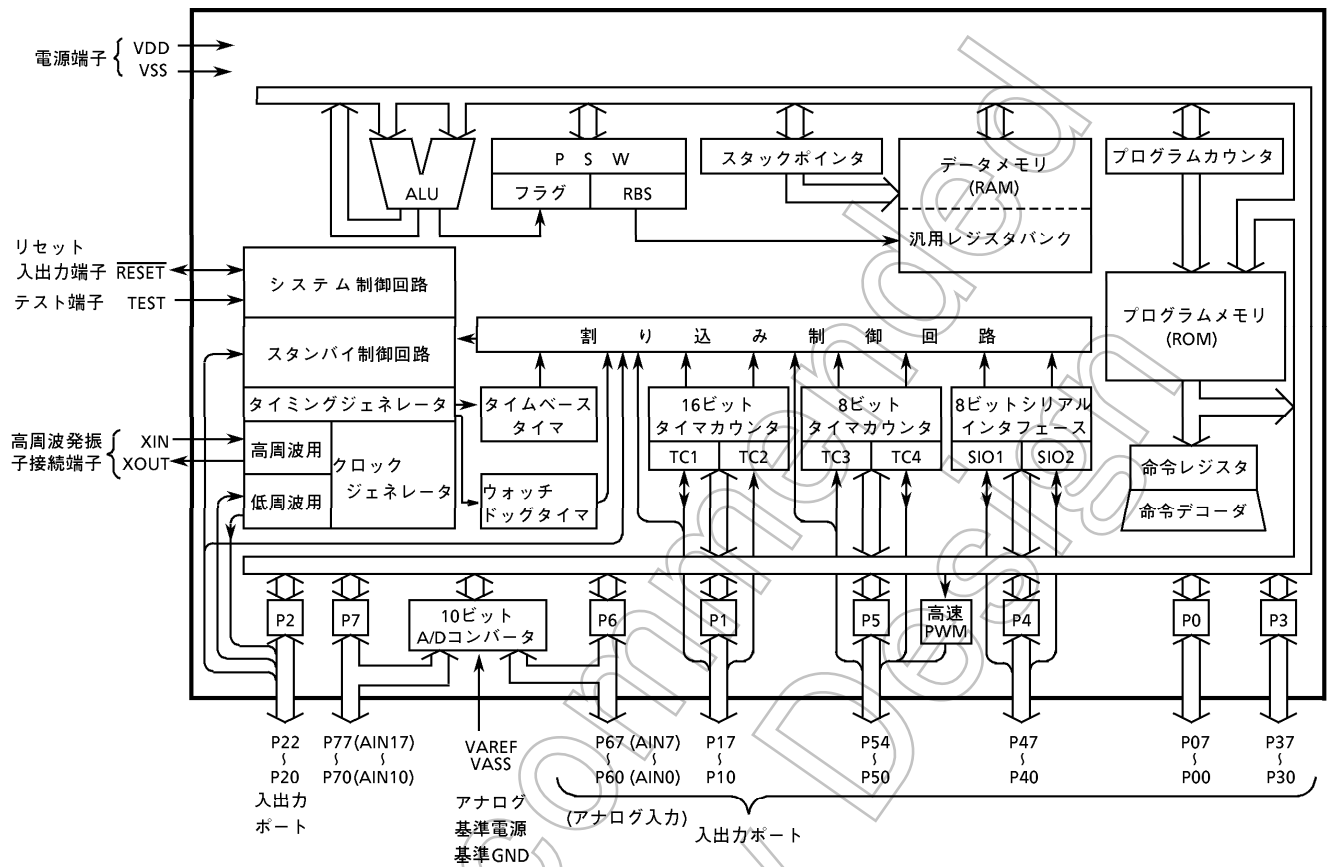 電源端子 VDD
VSS
P S W
フラグ RBS
ALU
スタックポインタ
データメモリ
(RAM)
汎用レジスタバンク
プログラムカウンタ
リセット
入出力端子 RESET
テスト端子 TEST
システム制御回路
スタンバイ制御回路
割り込み制御回路
プログラムメモリ
(ROM)
タイミングジェネレータ
タイムベース
タイマ
16ビット
タイマカウンタ
TC1 TC2
8ビット
タイマカウンタ
TC3 TC4
8ビットシリアル
インタフェース
SIO1 SIO2
高周波発振
子接続端子
XIN
XOUT
高周波用
低周波用
クロック
ジェネレータ
ウォッチ
ドッグタイマ
命令レジスタ
命令デコーダ
P2
P7
10ビット
A/Dコンバータ
P6
P1
P5
高速
PWM
P4
P0
P3
P22
~
P20
入出力
ポート
P77(AIN17)
~
P70(AIN10)
VAREF
VASS
アナログ
基準電源
基準GND
P67 (AIN7)
~
P60 (AIN0)
(アナログ入力)
P17
~
P10
P54
~
P50
P47
~
P40
P07
~
P00
P37
~
P30
入出力ポート
commended
Design